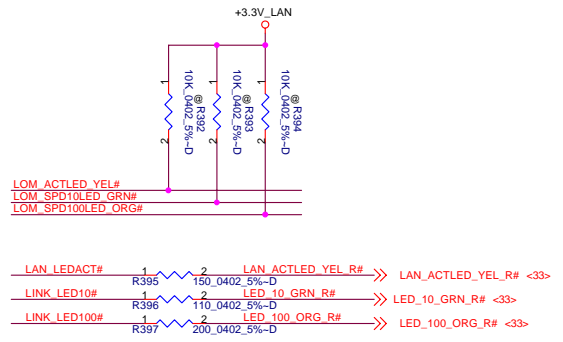 +3.3V_LAN
1
1
1
@ R392
10K_0402_5%~D
@ R393
10K_0402_5%~D
@ R394
10K_0402_5%~D
2
2
2
LOM_ACTLED_YEL#
LOM_SPD10LED_GRN#
LOM_SPD100LED_ORG#
LAN_LEDACT# 1 2 LAN_ACTLED_YEL_R# LAN_ACTLED_YEL_R# <33>
R395 150_0402_5%~D
LINK_LED10# 1 2 LED_10_GRN_R# LED_10_GRN_R# <33>
R396 110_0402_5%~D
LINK_LED100# 1 2 LED_100_ORG_R# LED_100_ORG_R# <33>
R397 200_0402_5%~D